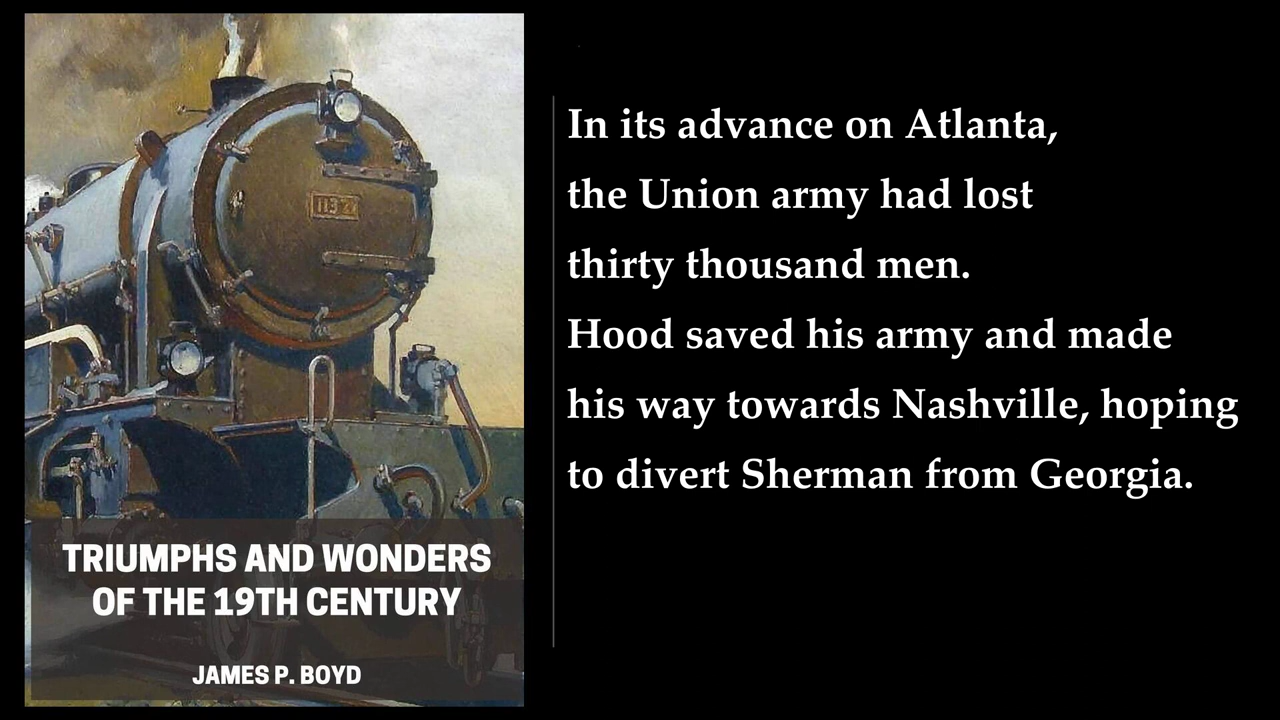 In its advance on Atlanta,
the Union army had lost
thirty thousand men.
Hood saved his army and made
his way towards Nashville, hoping
to divert Sherman from Georgia.
TRIUMPHS AND WONDERS
OF THE 19TH CENTURY
JAMES P. BOYD